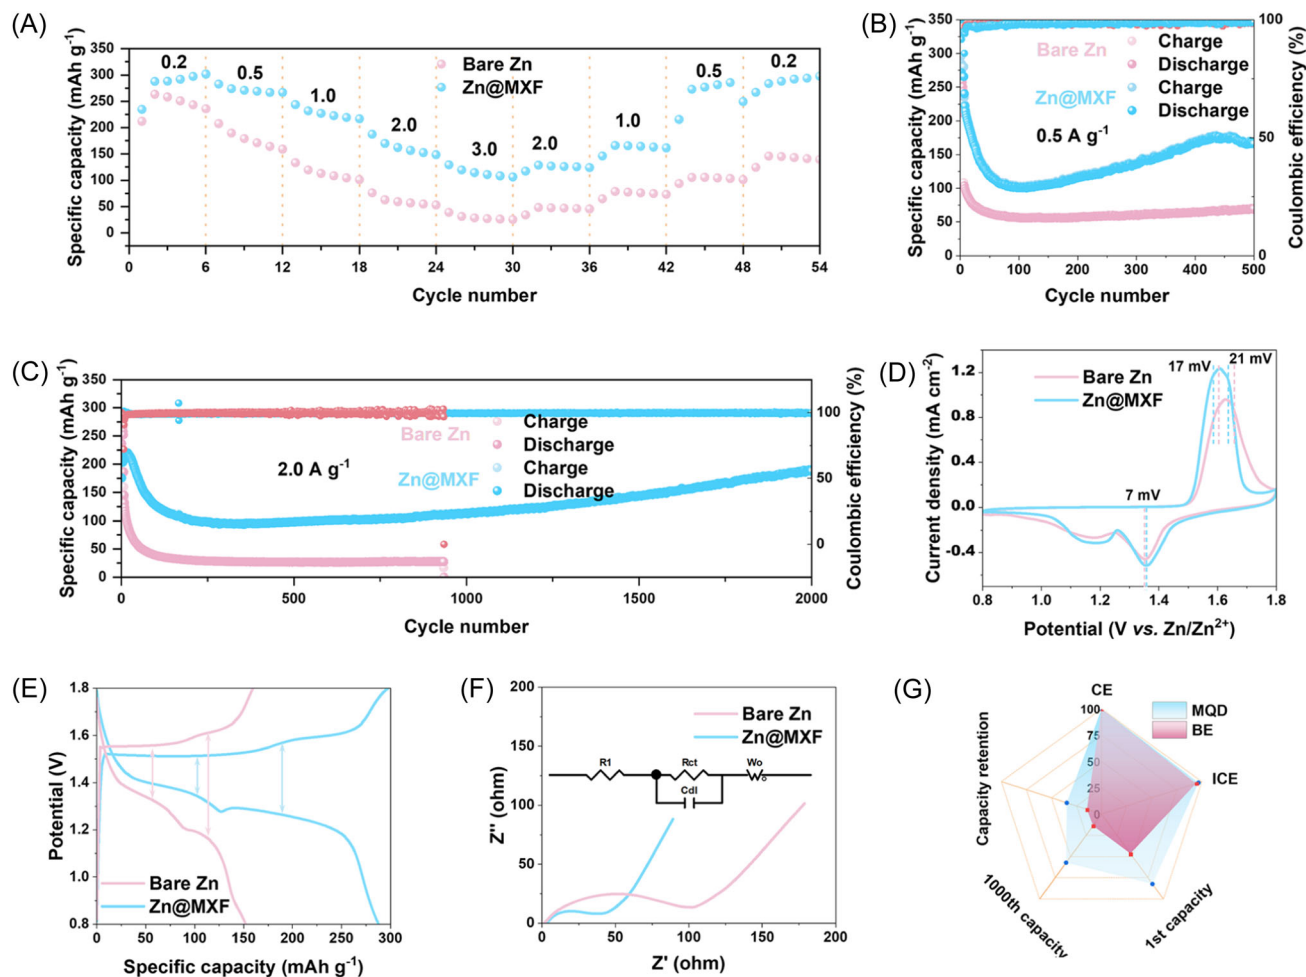 (A)
350
300
250
200
150
100
50
0
Specific capacity (mAh g⁻¹)
0.2
0.5
1.0
2.0
3.0
2.0
1.0
0.5
0.2
Bare Zn
Zn@MXF
0 6 12 18 24 30 36 42 48 54
Cycle number
(B)
350
300
250
200
150
100
50
0
Specific capacity (mAh g⁻¹)
Bare Zn
Charge
Discharge
Zn@MXF
Charge
Discharge
0.5 A g⁻¹
100
80
60
40
20
0
Coulombic efficiency (%)
0 100 200 300 400 500
Cycle number
(C)
350
300
250
200
150
100
50
0
Specific capacity (mAh g⁻¹)
2.0 A g⁻¹
Bare Zn
Charge
Discharge
Zn@MXF
Charge
Discharge
100
50
0
Coulombic efficiency (%)
0 500 1000 1500 2000
Cycle number
(D)
1.2
0.8
0.4
0.0
-0.4
Current density (mA cm⁻²)
Bare Zn
Zn@MXF
17 mV
21 mV
7 mV
0.8 1.0 1.2 1.4 1.6 1.8
Potential (V vs. Zn/Zn²⁺)
(E)
1.8
1.6
1.4
1.2
1.0
0.8
Potential (V)
Bare Zn
Zn@MXF
0 50 100 150 200 250 300
Specific capacity (mAh g⁻¹)
(F)
200
150
100
50
0
Z'' (ohm)
Bare Zn
Zn@MXF
R1
Rct
Wo
Cdl
0 50 100 150 200
Z' (ohm)
(G)
CE
MQD
BE
100
75
50
25
0
ICE
1st capacity
1000th capacity
Capacity retention